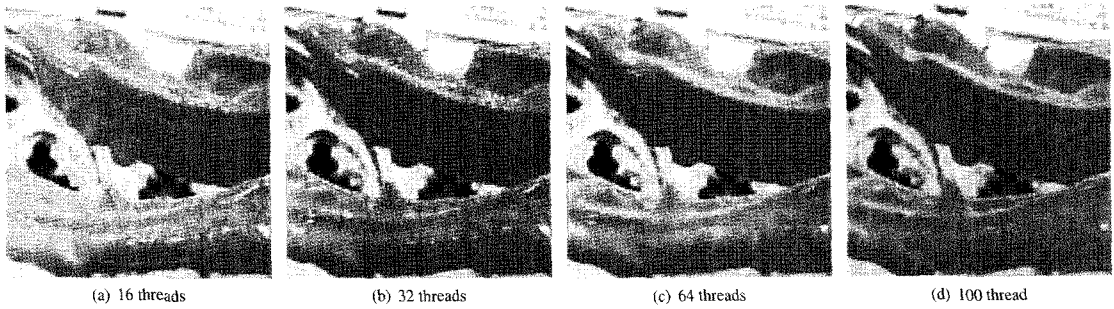 (a) 16 threads
(b) 32 threads
(c) 64 threads
(d) 100 thread